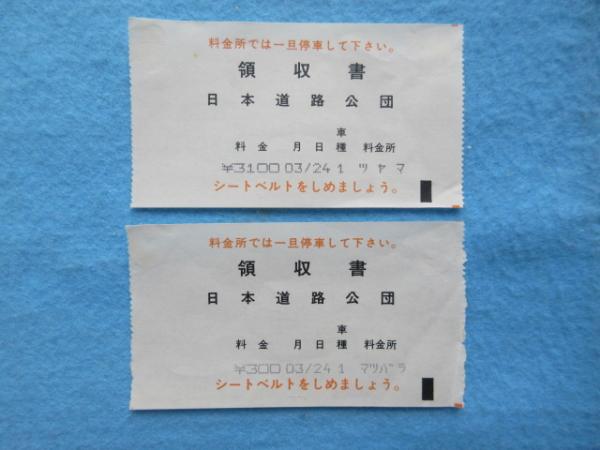 料金所では一旦停車して下さい。
領収書
日本道路公団
車
料金 月日 種 料金所
¥3100 03/24 1 ツヤマ
シートベルトをしめましょう。
料金所では一旦停車して下さい。
領収書
日本道路公団
車
料金 月日 種 料金所
¥300 03/24 1 マツバラ
シートベルトをしめましょう。